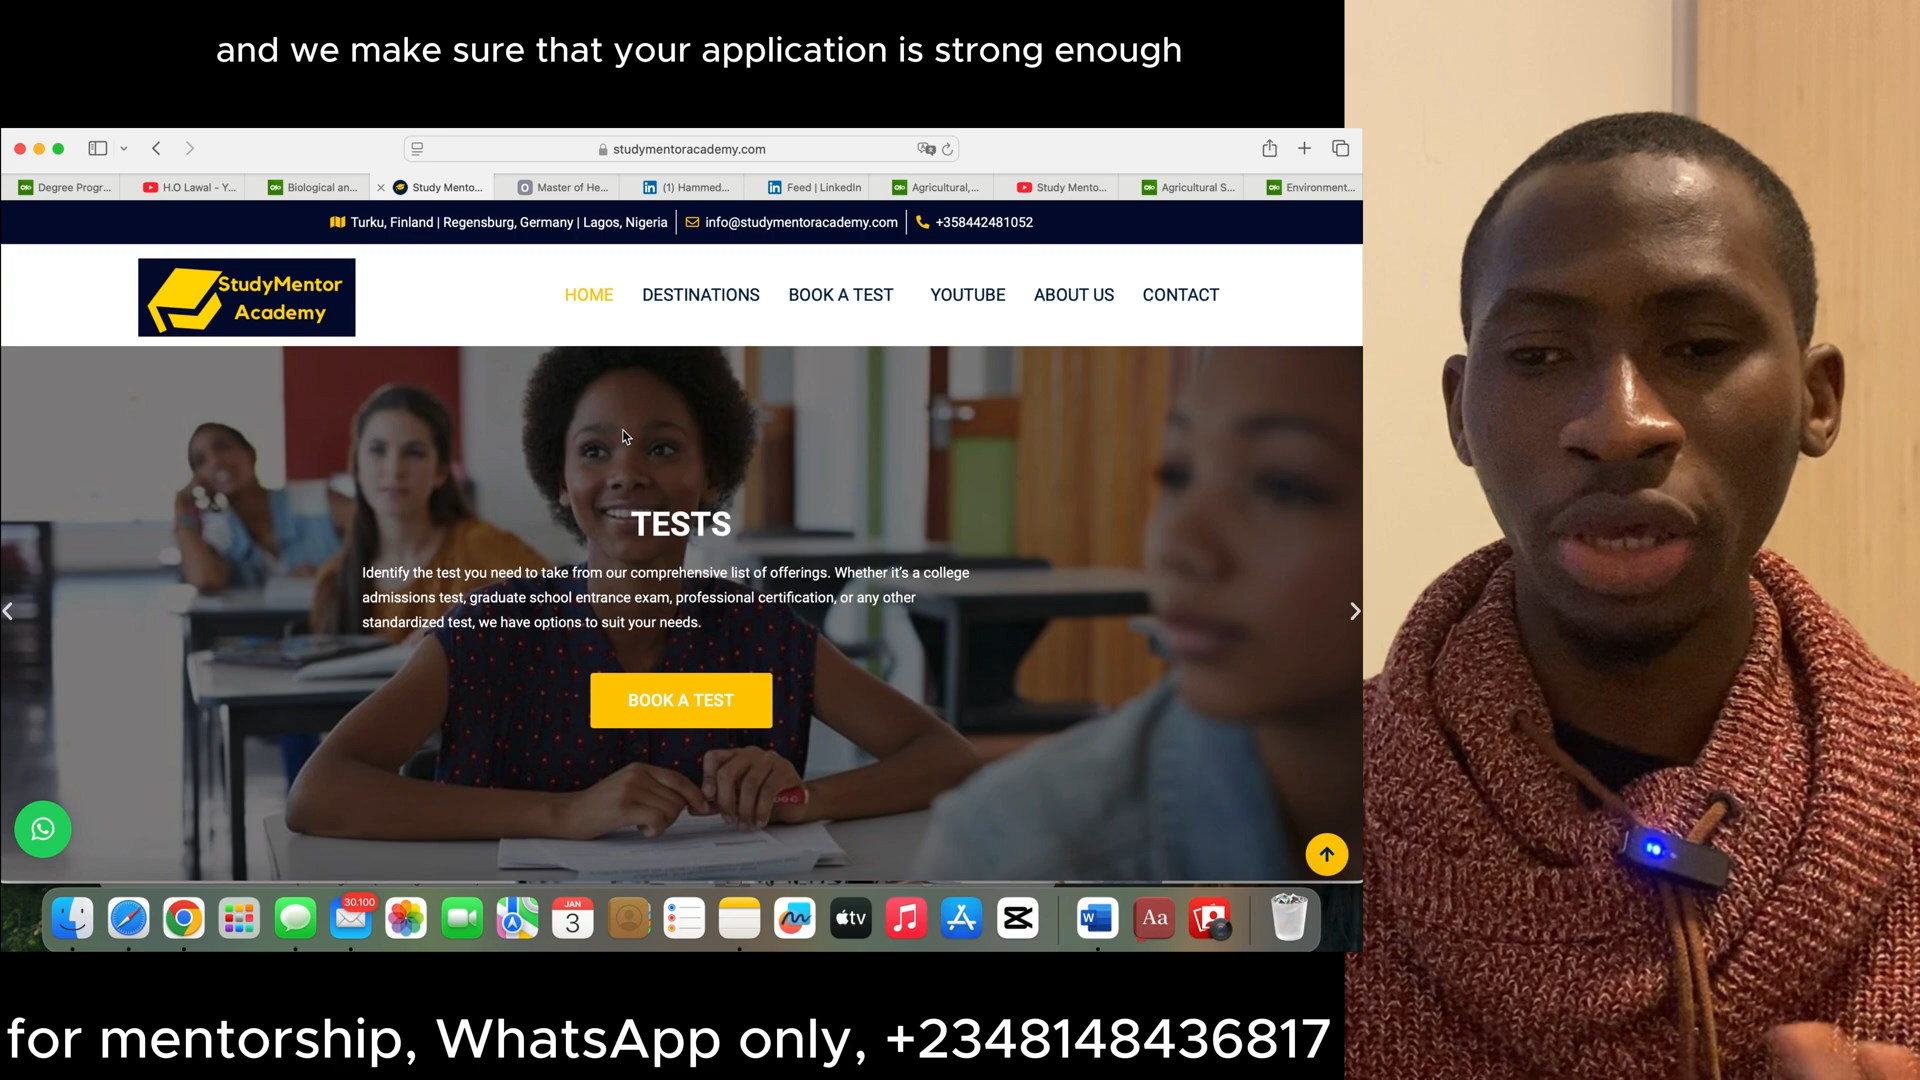 and we make sure that your application is strong enough
studymentoracademy.com
Degree Progr...
H.O Lawal - Y...
Biological an...
Study Mento...
Master of He...
(1) Hammed...
Feed | LinkedIn
Agricultural,...
Study Mento...
Agricultural S...
Environment...
Turku, Finland | Regensburg, Germany | Lagos, Nigeria
info@studymentoracademy.com
+358442481052
StudyMentor
Academy
HOME
DESTINATIONS
BOOK A TEST
YOUTUBE
ABOUT US
CONTACT
TESTS
Identify the test you need to take from our comprehensive list of offerings. Whether it's a college
admissions test, graduate school entrance exam, professional certification, or any other
standardized test, we have options to suit your needs.
BOOK A TEST
30.100
JAN
3
tv
W
Aa
for mentorship, WhatsApp only, +2348148436817